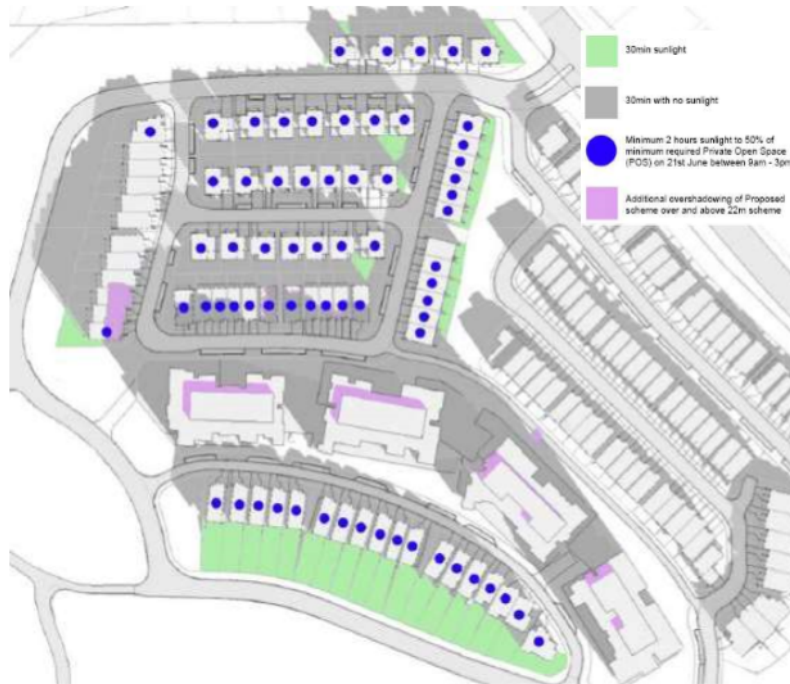 30min sunlight
30min with no sunlight
Minimum 2 hours sunlight to 50% of
minimum required Private Open Space
(POS) on 21st June between 9am - 3pm
Additional overshadowing of Proposed
scheme over and above 22m scheme